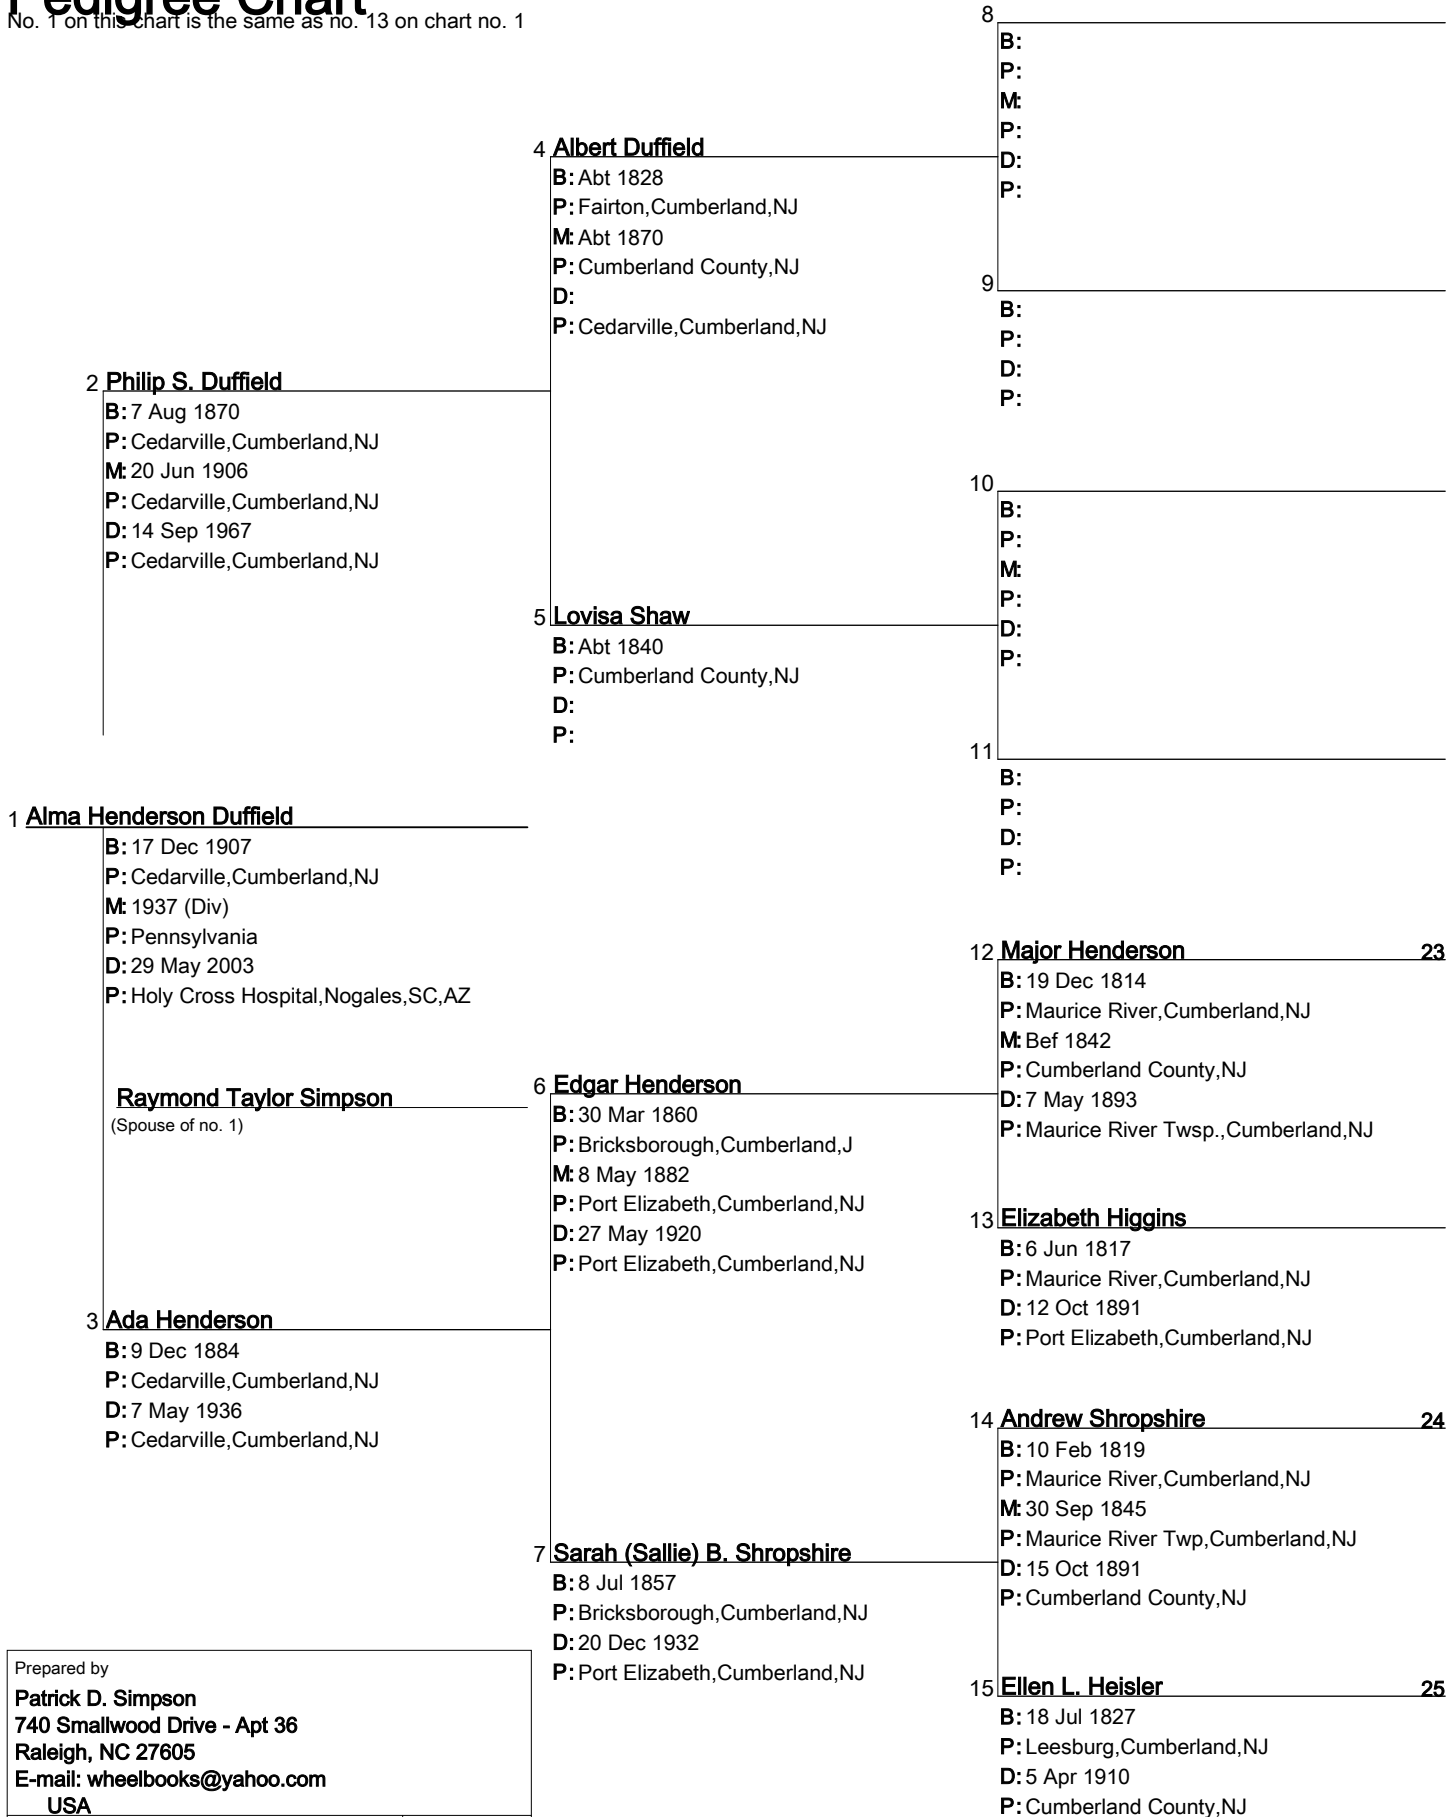 Pedigree Chart
No. 1 on this chart is the same as no. 13 on chart no. 1
8
B:
P:
M:
P:
D:
P:
4 Albert Duffield
B: Abt 1828
P: Fairton,Cumberland,NJ
M: Abt 1870
P: Cumberland County,NJ
D:
P: Cedarville,Cumberland,NJ
9
B:
P:
D:
P:
2 Philip S. Duffield
B: 7 Aug 1870
P: Cedarville,Cumberland,NJ
M: 20 Jun 1906
P: Cedarville,Cumberland,NJ
D: 14 Sep 1967
P: Cedarville,Cumberland,NJ
10
B:
P:
M:
P:
D:
P:
5 Lovisa Shaw
B: Abt 1840
P: Cumberland County,NJ
D:
P:
11
B:
P:
D:
P:
1 Alma Henderson Duffield
B: 17 Dec 1907
P: Cedarville,Cumberland,NJ
M: 1937 (Div)
P: Pennsylvania
D: 29 May 2003
P: Holy Cross Hospital,Nogales,SC,AZ
Raymond Taylor Simpson
(Spouse of no. 1)
12 Major Henderson 23
B: 19 Dec 1814
P: Maurice River,Cumberland,NJ
M: Bef 1842
P: Cumberland County,NJ
D: 7 May 1893
P: Maurice River Twsp.,Cumberland,NJ
6 Edgar Henderson
B: 30 Mar 1860
P: Bricksborough,Cumberland,J
M: 8 May 1882
P: Port Elizabeth,Cumberland,NJ
D: 27 May 1920
P: Port Elizabeth,Cumberland,NJ
13 Elizabeth Higgins
B: 6 Jun 1817
P: Maurice River,Cumberland,NJ
D: 12 Oct 1891
P: Port Elizabeth,Cumberland,NJ
3 Ada Henderson
B: 9 Dec 1884
P: Cedarville,Cumberland,NJ
D: 7 May 1936
P: Cedarville,Cumberland,NJ
14 Andrew Shropshire 24
B: 10 Feb 1819
P: Maurice River,Cumberland,NJ
M: 30 Sep 1845
P: Maurice River Twp,Cumberland,NJ
D: 15 Oct 1891
P: Cumberland County,NJ
7 Sarah (Sallie) B. Shropshire
B: 8 Jul 1857
P: Bricksborough,Cumberland,NJ
D: 20 Dec 1932
P: Port Elizabeth,Cumberland,NJ
15 Ellen L. Heisler 25
B: 18 Jul 1827
P: Leesburg,Cumberland,NJ
D: 5 Apr 1910
P: Cumberland County,NJ
Prepared by
Patrick D. Simpson
740 Smallwood Drive - Apt 36
Raleigh, NC 27605
E-mail: wheelbooks@yahoo.com
USA